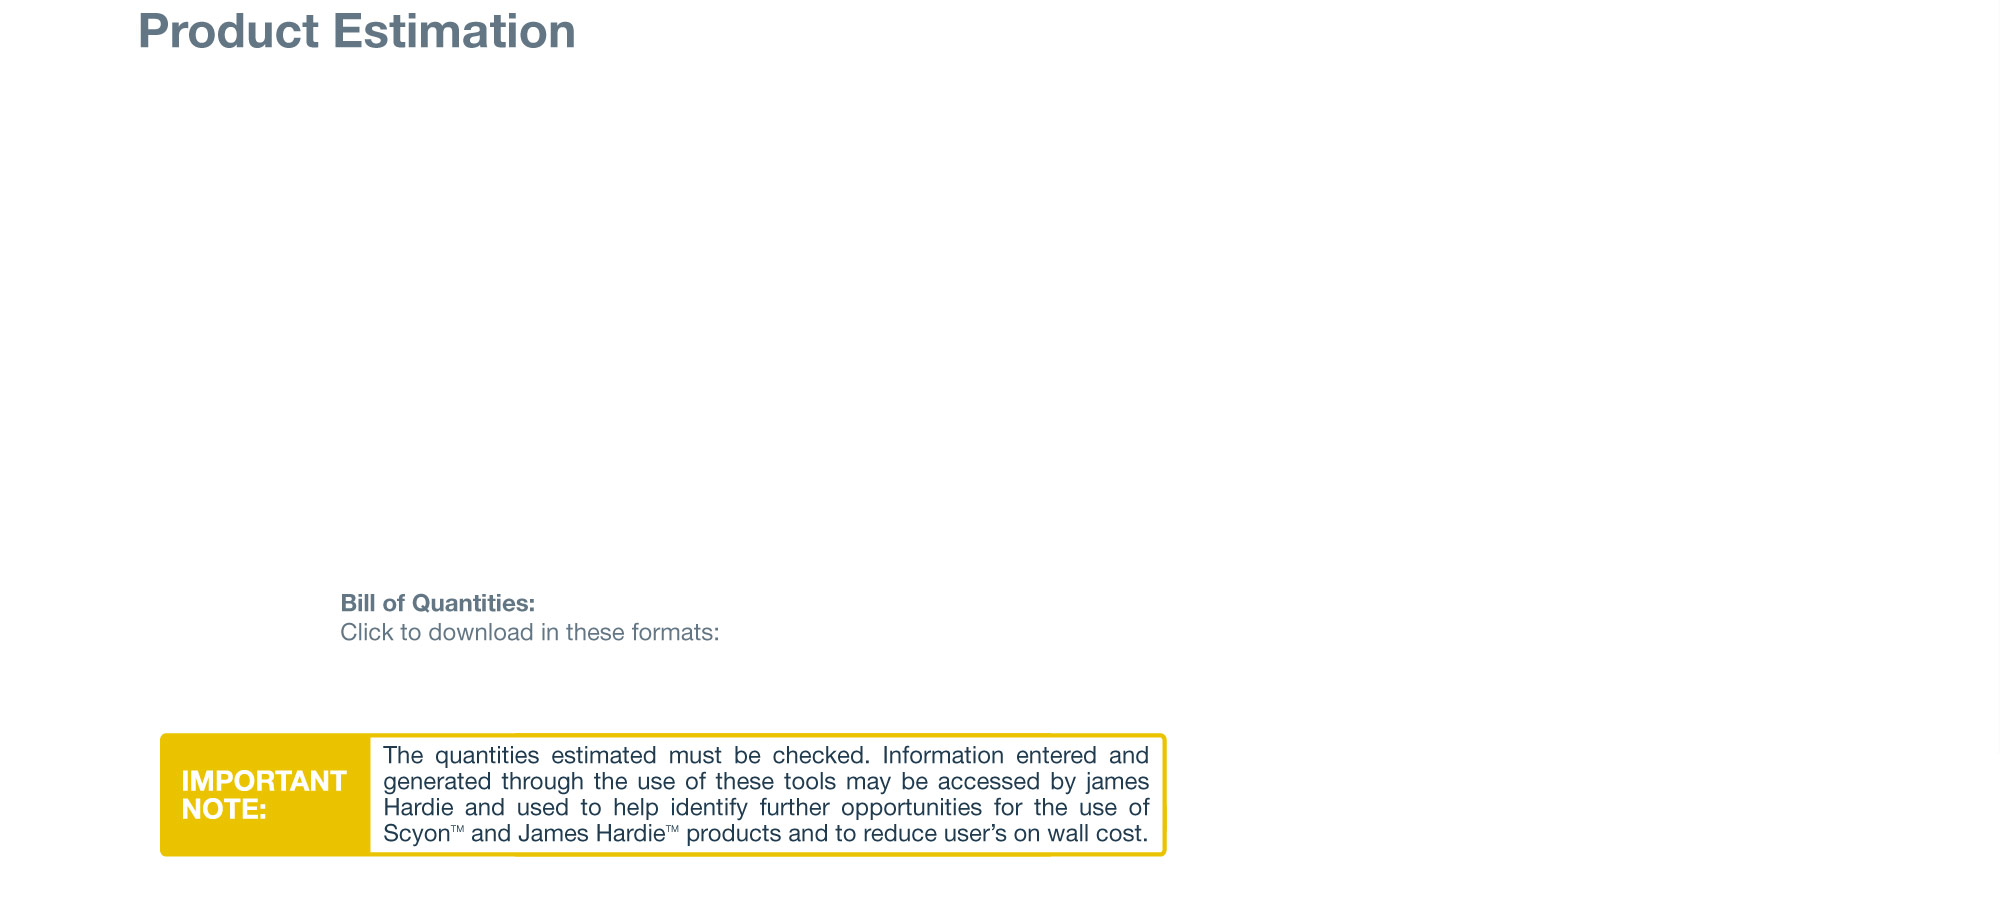 Product Estimation
Bill of Quantities:
Click to download in these formats:
IMPORTANT
NOTE:
The quantities estimated must be checked. Information entered and
generated through the use of these tools may be accessed by james
Hardie and used to help identify further opportunities for the use of
Scyon™ and James Hardie™ products and to reduce user’s on wall cost.